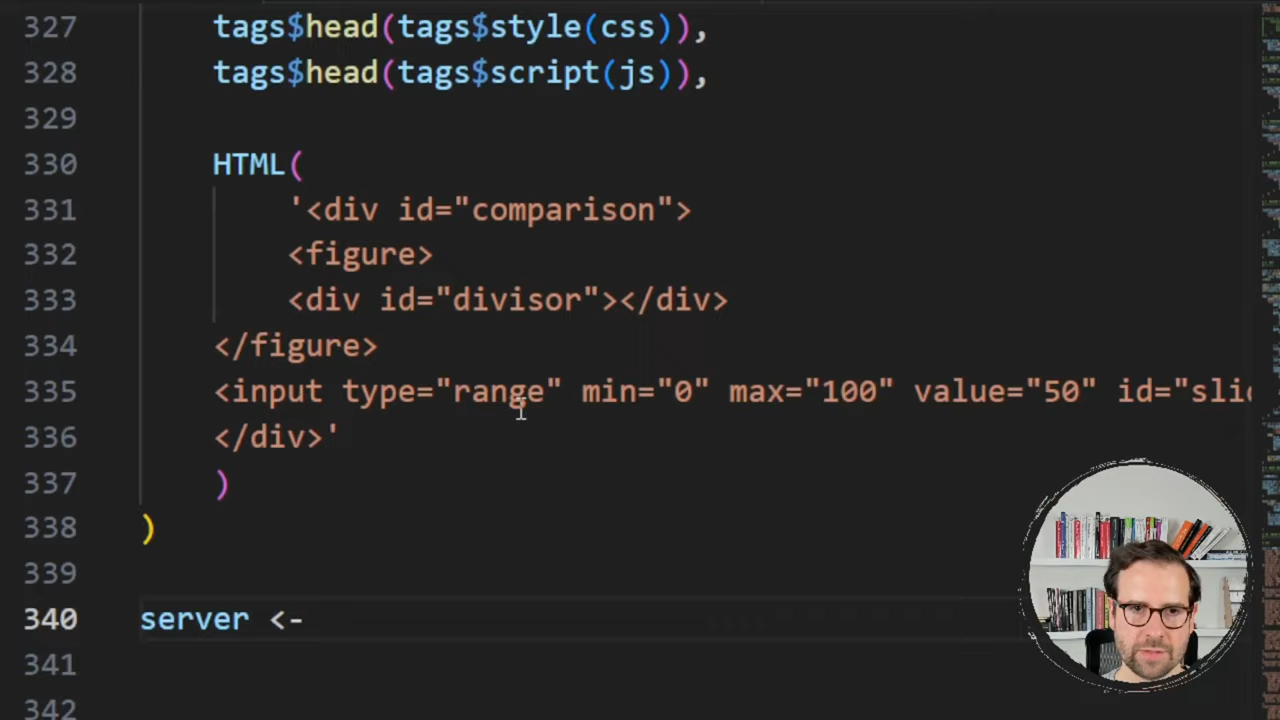 327 tags$head(tags$style(css)),
328 tags$head(tags$script(js)),
329
330 HTML(
331 '<div id="comparison">
332 <figure>
333 <div id="divisor"></div>
334 </figure>
335 <input type="range" min="0" max="100" value="50" id="slid
336 </div>'
337 )
338 )
339
340 server <-
341
342